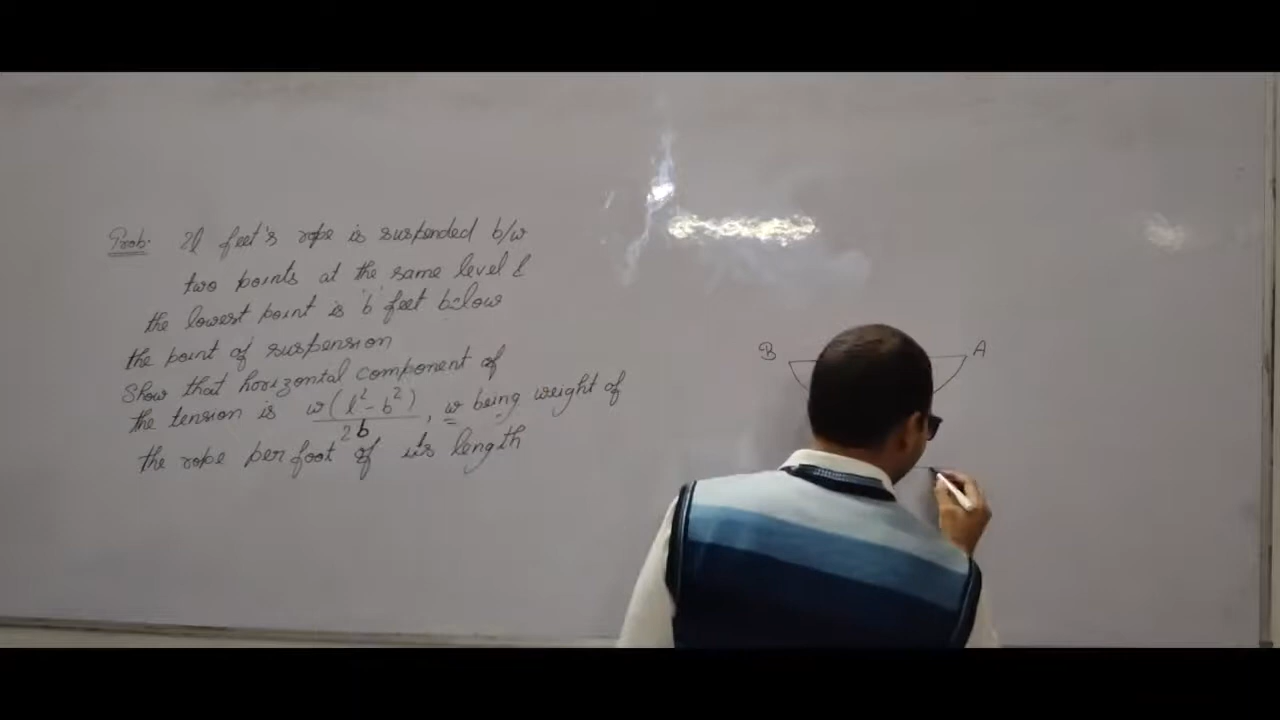 Prob. 2l feet's rope is suspended b/w
two points at the same level &
the lowest point is 'b' feet below
the point of suspension
Show that horizontal component of
the tension is w(l²-b²)/2b, w being weight of
the rope per foot of its length
B A